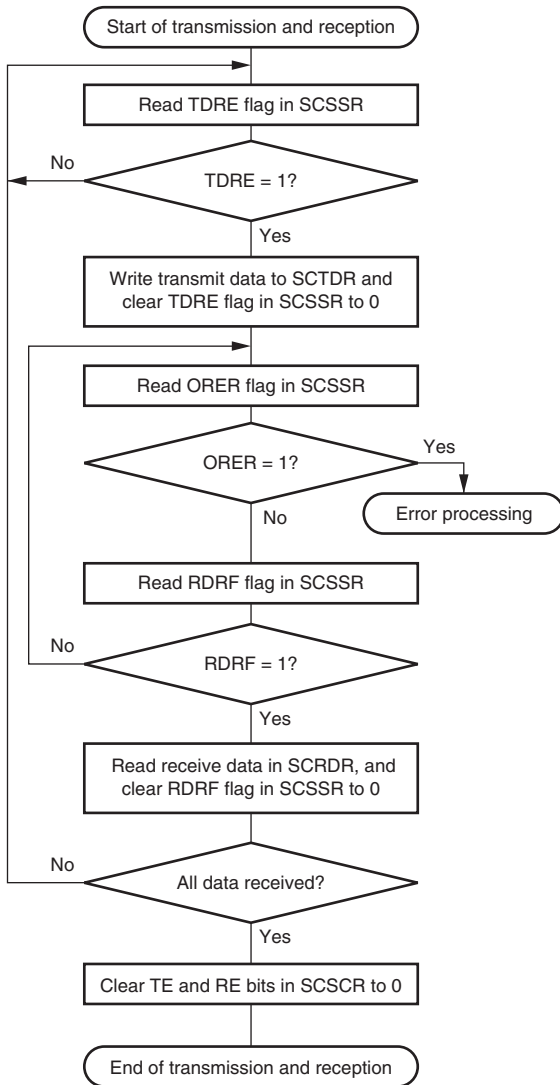 Start of transmission and reception
Read TDRE flag in SCSSR
No
TDRE = 1?
Yes
Write transmit data to SCTDR and
clear TDRE flag in SCSSR to 0
Read ORER flag in SCSSR
Yes
ORER = 1?
Error processing
No
Read RDRF flag in SCSSR
No
RDRF = 1?
Yes
Read receive data in SCRDR, and
clear RDRF flag in SCSSR to 0
No
All data received?
Yes
Clear TE and RE bits in SCSCR to 0
End of transmission and reception